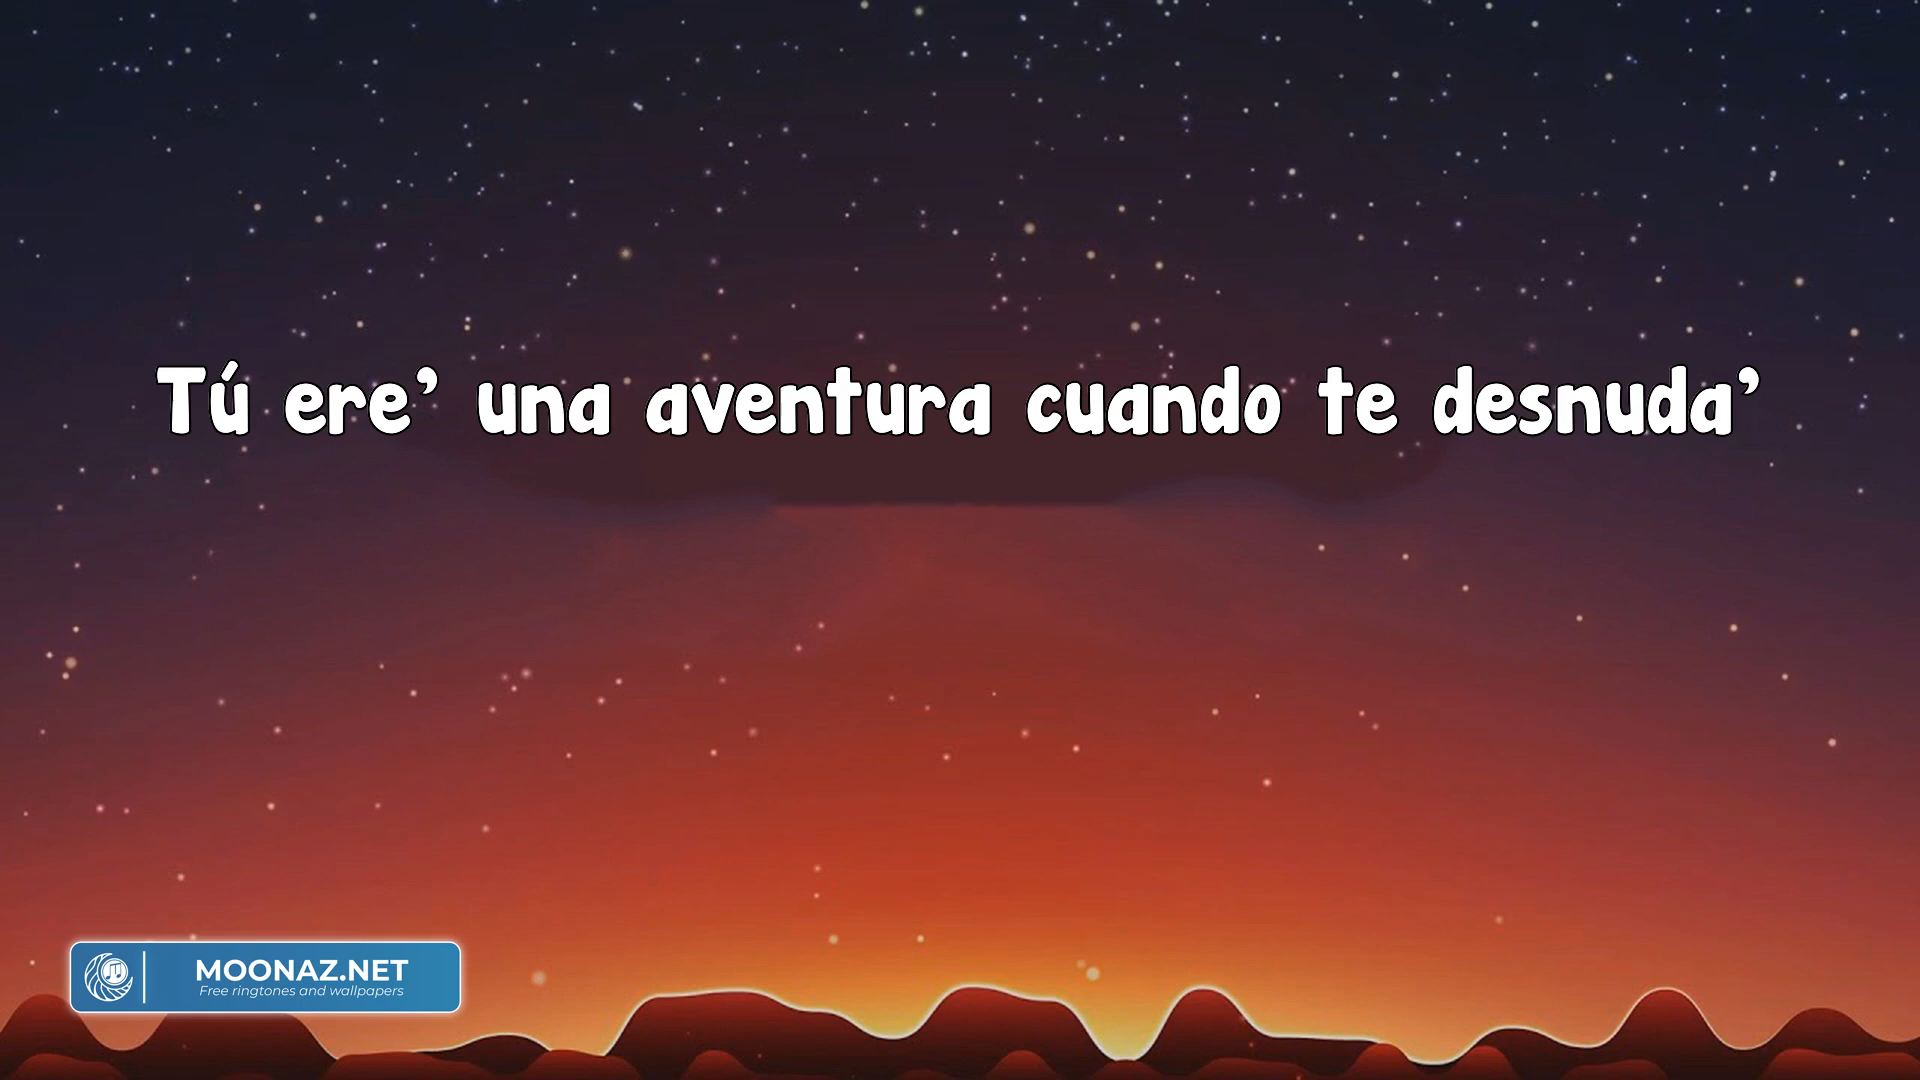 Tú ere’ una aventura cuando te desnuda’
MOONAZ.NET
Free ringtones and wallpapers